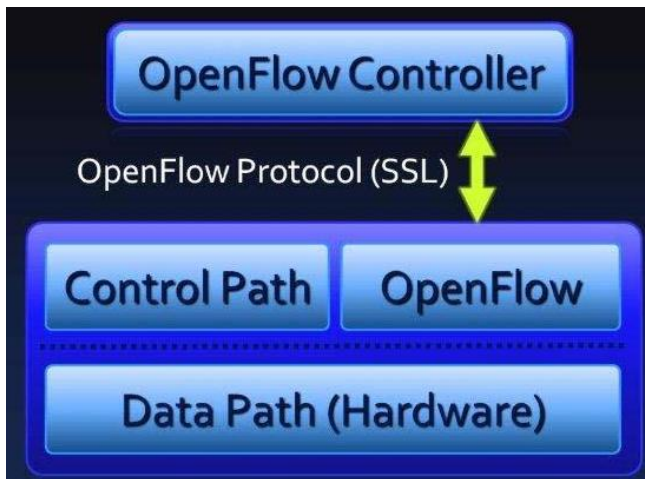 OpenFlow Controller
OpenFlow Protocol (SSL)
Control Path
OpenFlow
Data Path (Hardware)